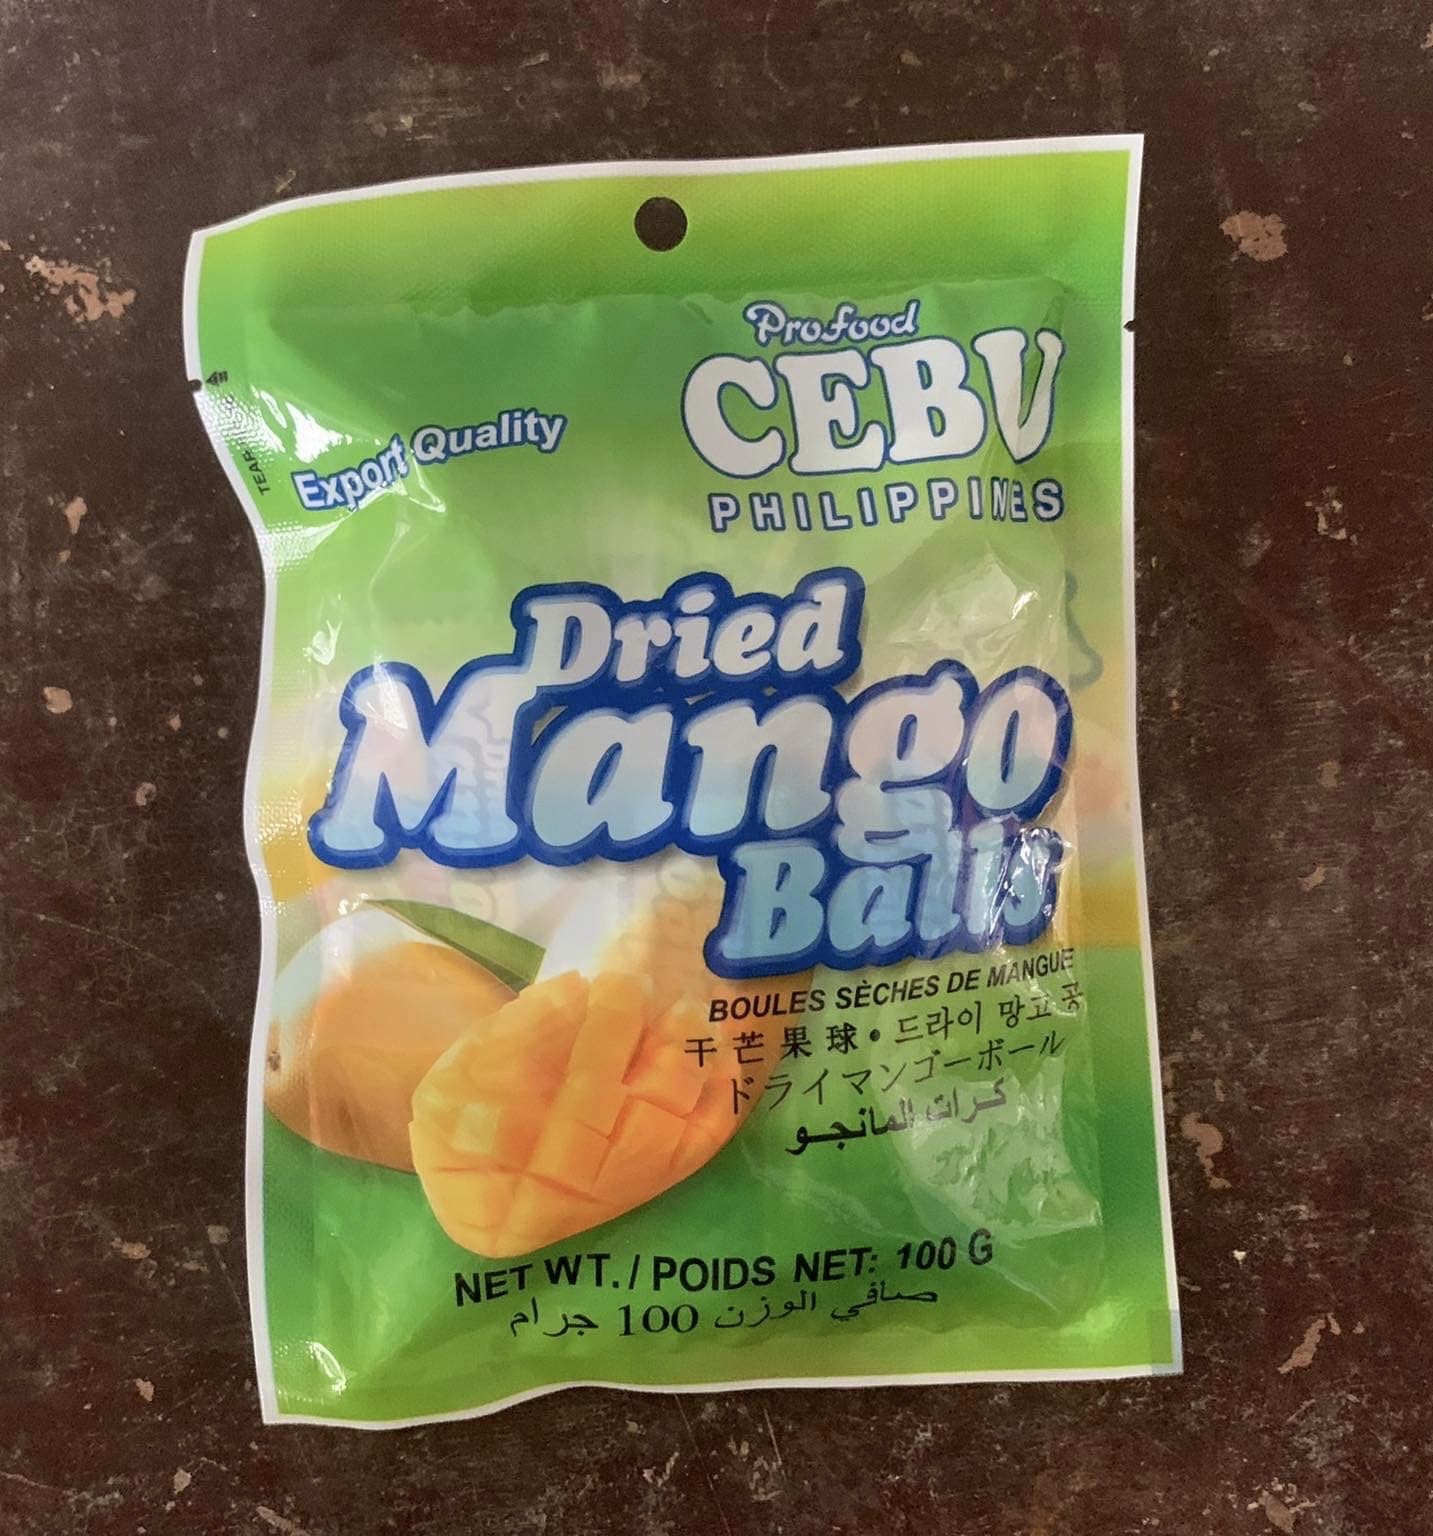 Profood
CEBU
PHILIPPINES
Export Quality
TEAR
Dried
Mango
Balls
BOULES SÈCHES DE MANGUE
干芒果球・드라이 망고 공
ドライマンゴーボール
كرات المانجو
NET WT. / POIDS NET: 100 G
صافي الوزن 100 جرام